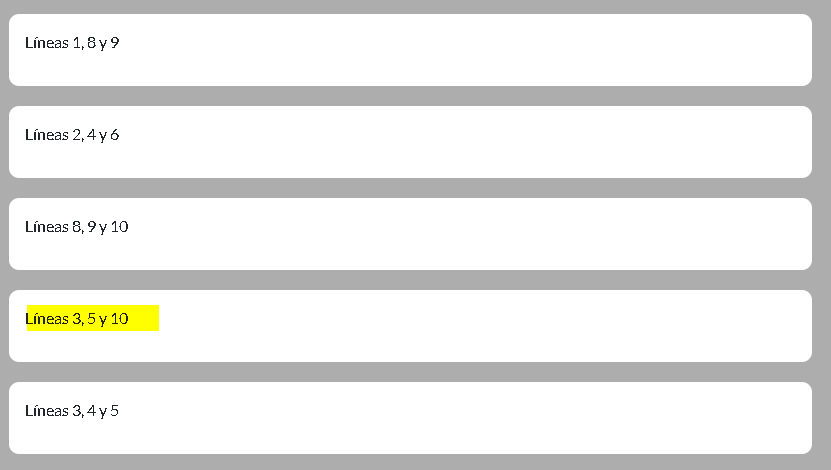 Líneas 1, 8 y 9
Líneas 2, 4 y 6
Líneas 8, 9 y 10
Líneas 3, 5 y 10
Líneas 3, 4 y 5